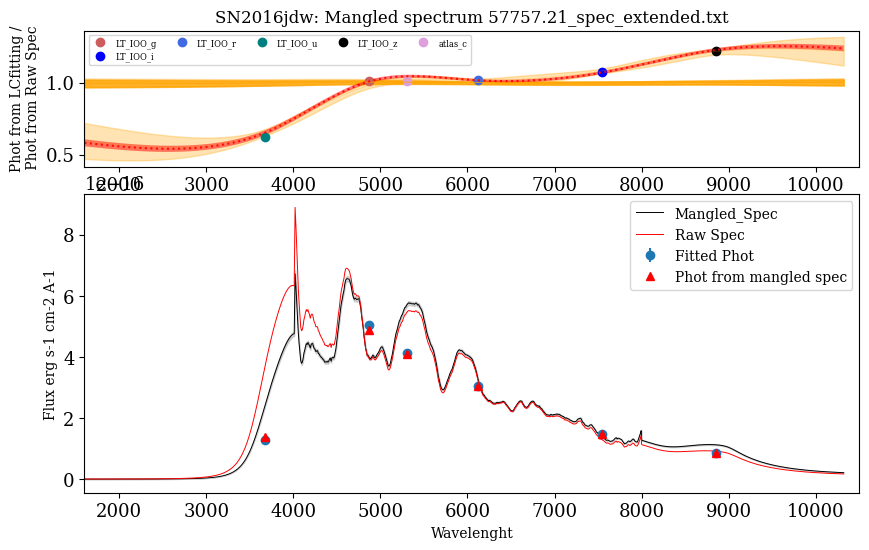 SN2016jdw: Mangled spectrum 57757.21_spec_extended.txt
LT_IOO_g LT_IOO_r LT_IOO_u LT_IOO_z atlas_c
LT_IOO_i
Phot from LCfitting /
Phot from Raw Spec
1.0
0.5
2000 3000 4000 5000 6000 7000 8000 9000 10000
1e−16
Mangled_Spec
Raw Spec
Fitted Phot
Phot from mangled spec
Flux erg s-1 cm-2 A-1
8
6
4
2
0
2000 3000 4000 5000 6000 7000 8000 9000 10000
Wavelenght